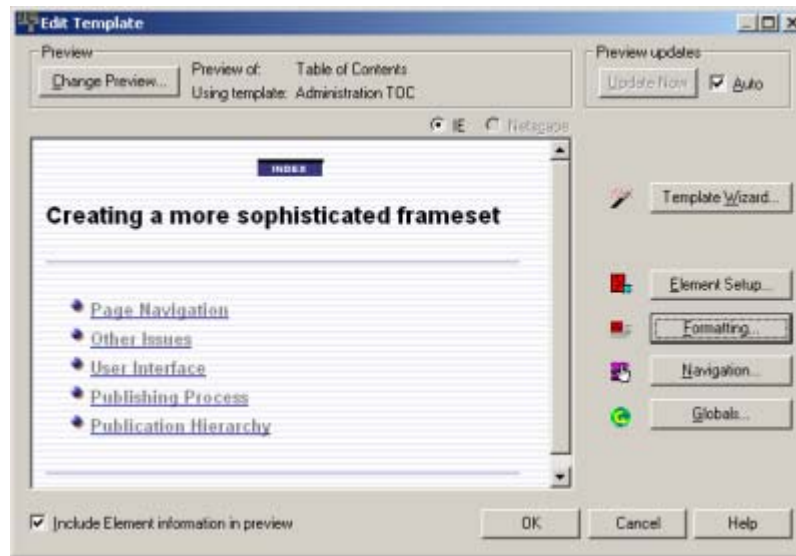 Edit Template
Preview
Change Preview...
Preview of: Table of Contents
Using template: Administration TOC
Preview updates
Update Now
Auto
IE
Netscape
INDEX
Creating a more sophisticated frameset
Page Navigation
Other Issues
User Interface
Publishing Process
Publication Hierarchy
Template Wizard...
Element Setup...
Formatting...
Navigation...
Globals...
Include Element information in preview
OK
Cancel
Help